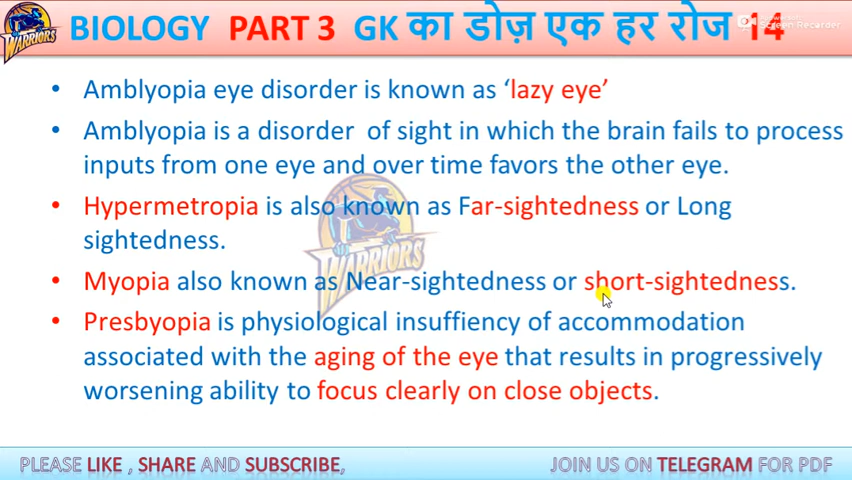 WARRIORS BIOLOGY PART 3 GK का डोज़ एक हर रोज 14
Screen Recorder
• Amblyopia eye disorder is known as ‘lazy eye’
• Amblyopia is a disorder of sight in which the brain fails to process
inputs from one eye and over time favors the other eye.
• Hypermetropia is also known as Far-sightedness or Long
sightedness.
• Myopia also known as Near-sightedness or short-sightedness.
• Presbyopia is physiological insuffiency of accommodation
associated with the aging of the eye that results in progressively
worsening ability to focus clearly on close objects.
WARRIORS
PLEASE LIKE , SHARE AND SUBSCRIBE, JOIN US ON TELEGRAM FOR PDF